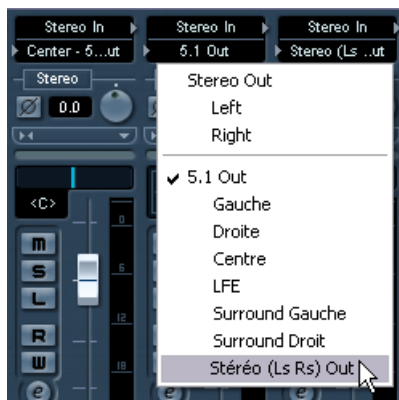 Stereo In Stereo In Stereo In
Center - 5...ut 5.1 Out Stereo (Ls ..ut
Stereo
0.0
Stereo Out
Left
Right
5.1 Out
Gauche
Droite
Centre
LFE
Surround Gauche
Surround Droit
Stéréo (Ls Rs) Out
<C>
0
M
S
6
L
12
R
W
18
e e e